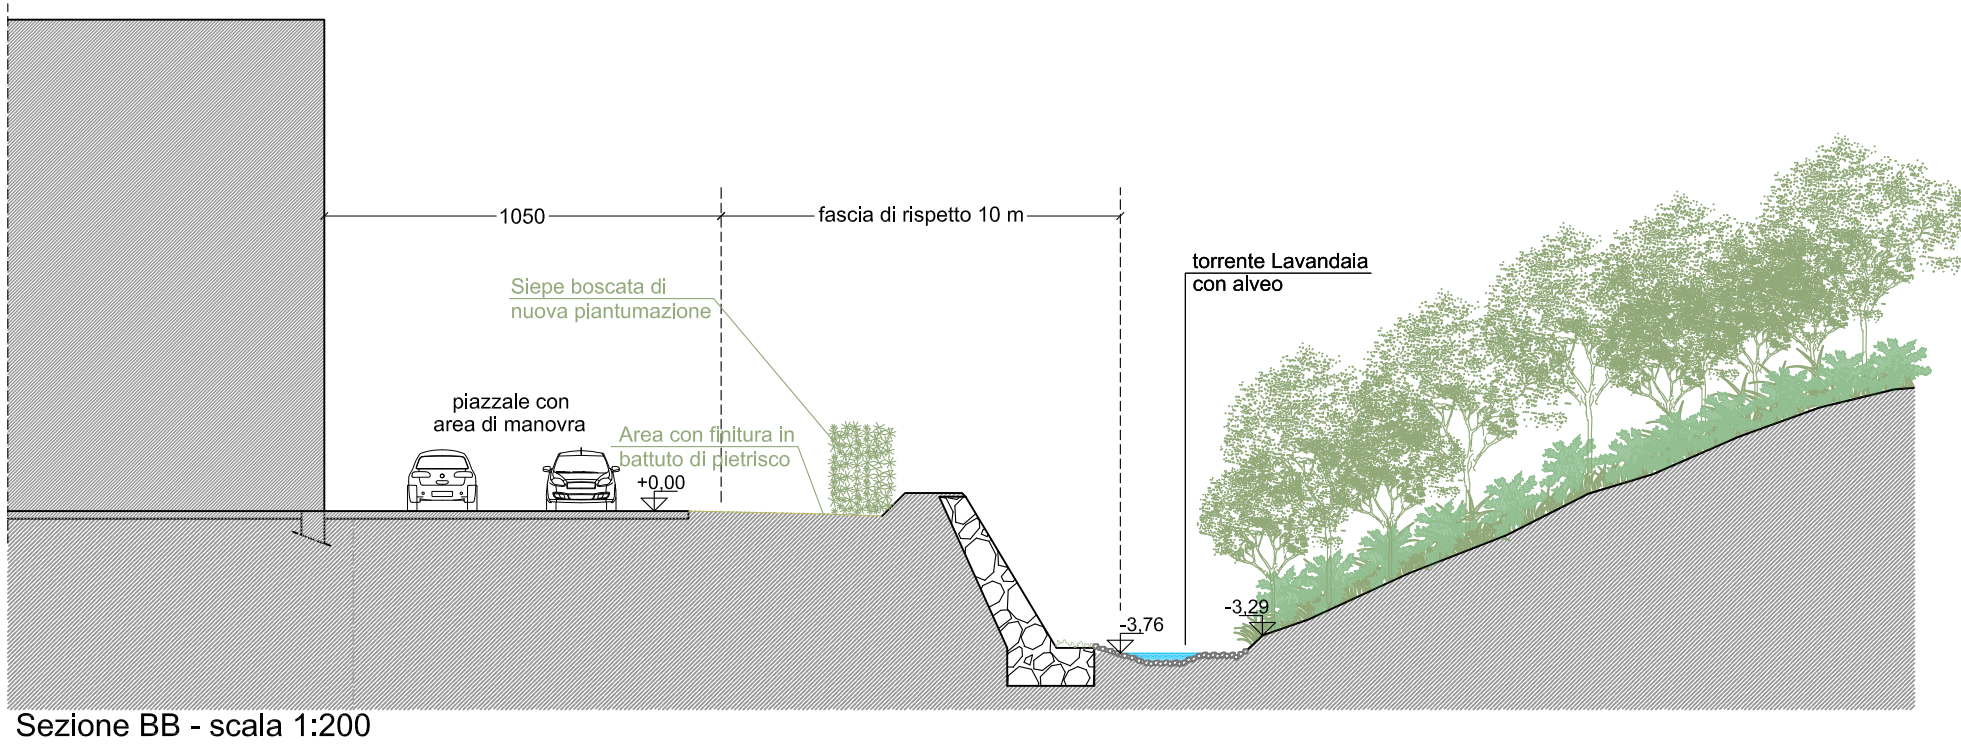 1050
fascia di rispetto 10 m
torrente Lavandaia
con alveo
Siepe boscata di
nuova piantumazione
piazzale con
area di manovra
Area con finitura in
battuto di pietrisco
+0,00
-3,29
-3,76
Sezione BB - scala 1:200